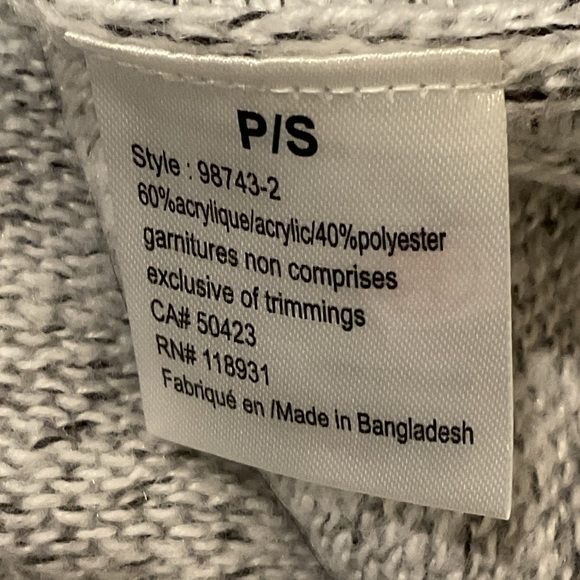 P/S
Style : 98743-2
60%acrylique/acrylic/40%polyester
garnitures non comprises
exclusive of trimmings
CA# 50423
RN# 118931
Fabriqué en /Made in Bangladesh